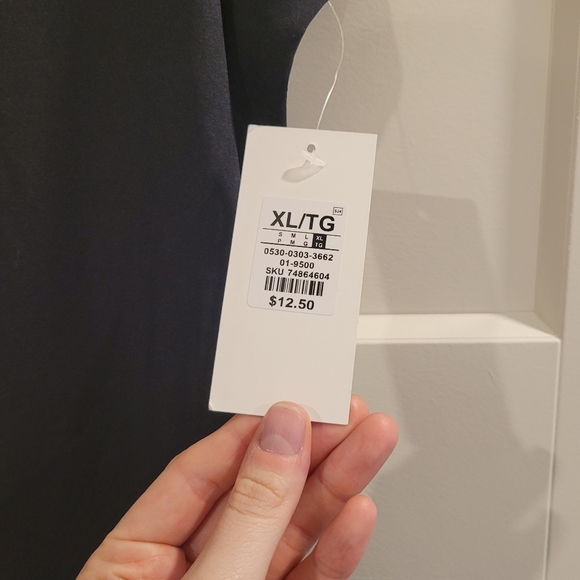 XL/TG
S M L XL
P M G TG
0530-0303-3662
01-9500
SKU 74864604
$12.50